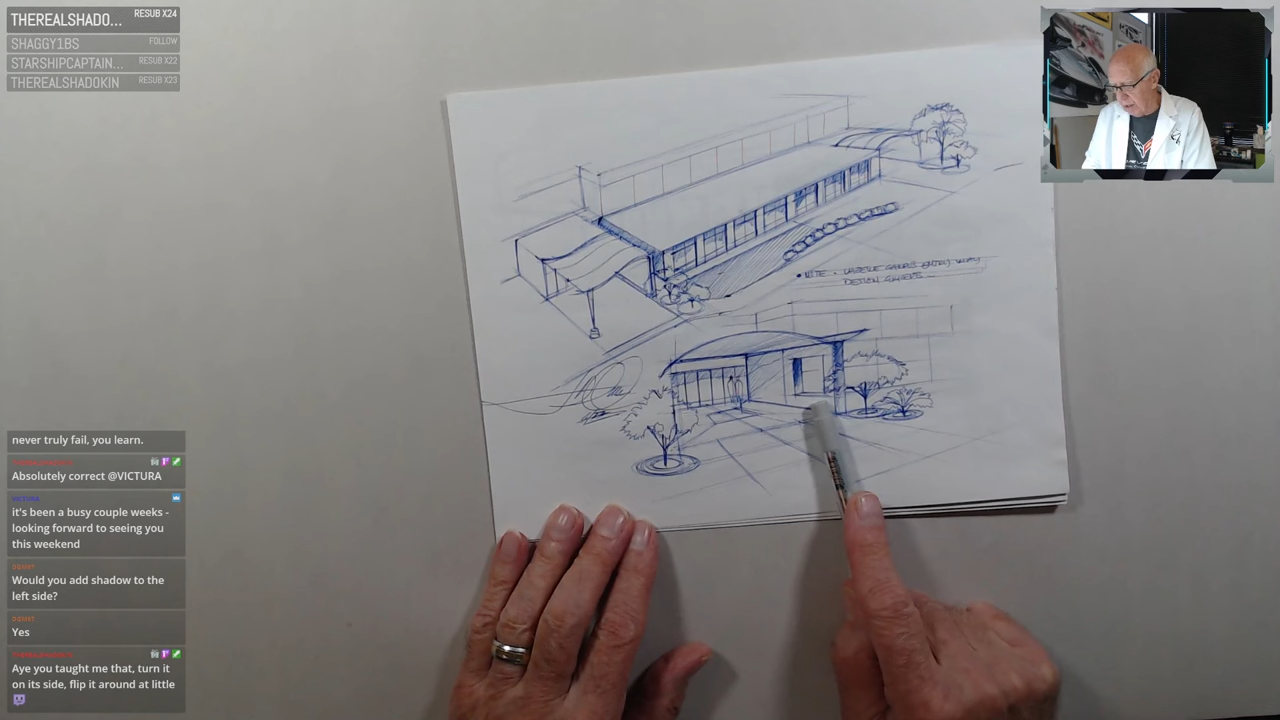 THEREALSHADO...
RESUB X24
SHAGGY1BS
FOLLOW
STARSHIPCAPTAIN...
RESUB X22
THEREALSHADOKIN
RESUB X23
never truly fail, you learn.
Absolutely correct @VICTURA
VICTURA
it's been a busy couple weeks -
looking forward to seeing you
this weekend
Would you add shadow to the
left side?
Yes
Aye you taught me that, turn it
on its side, flip it around at little